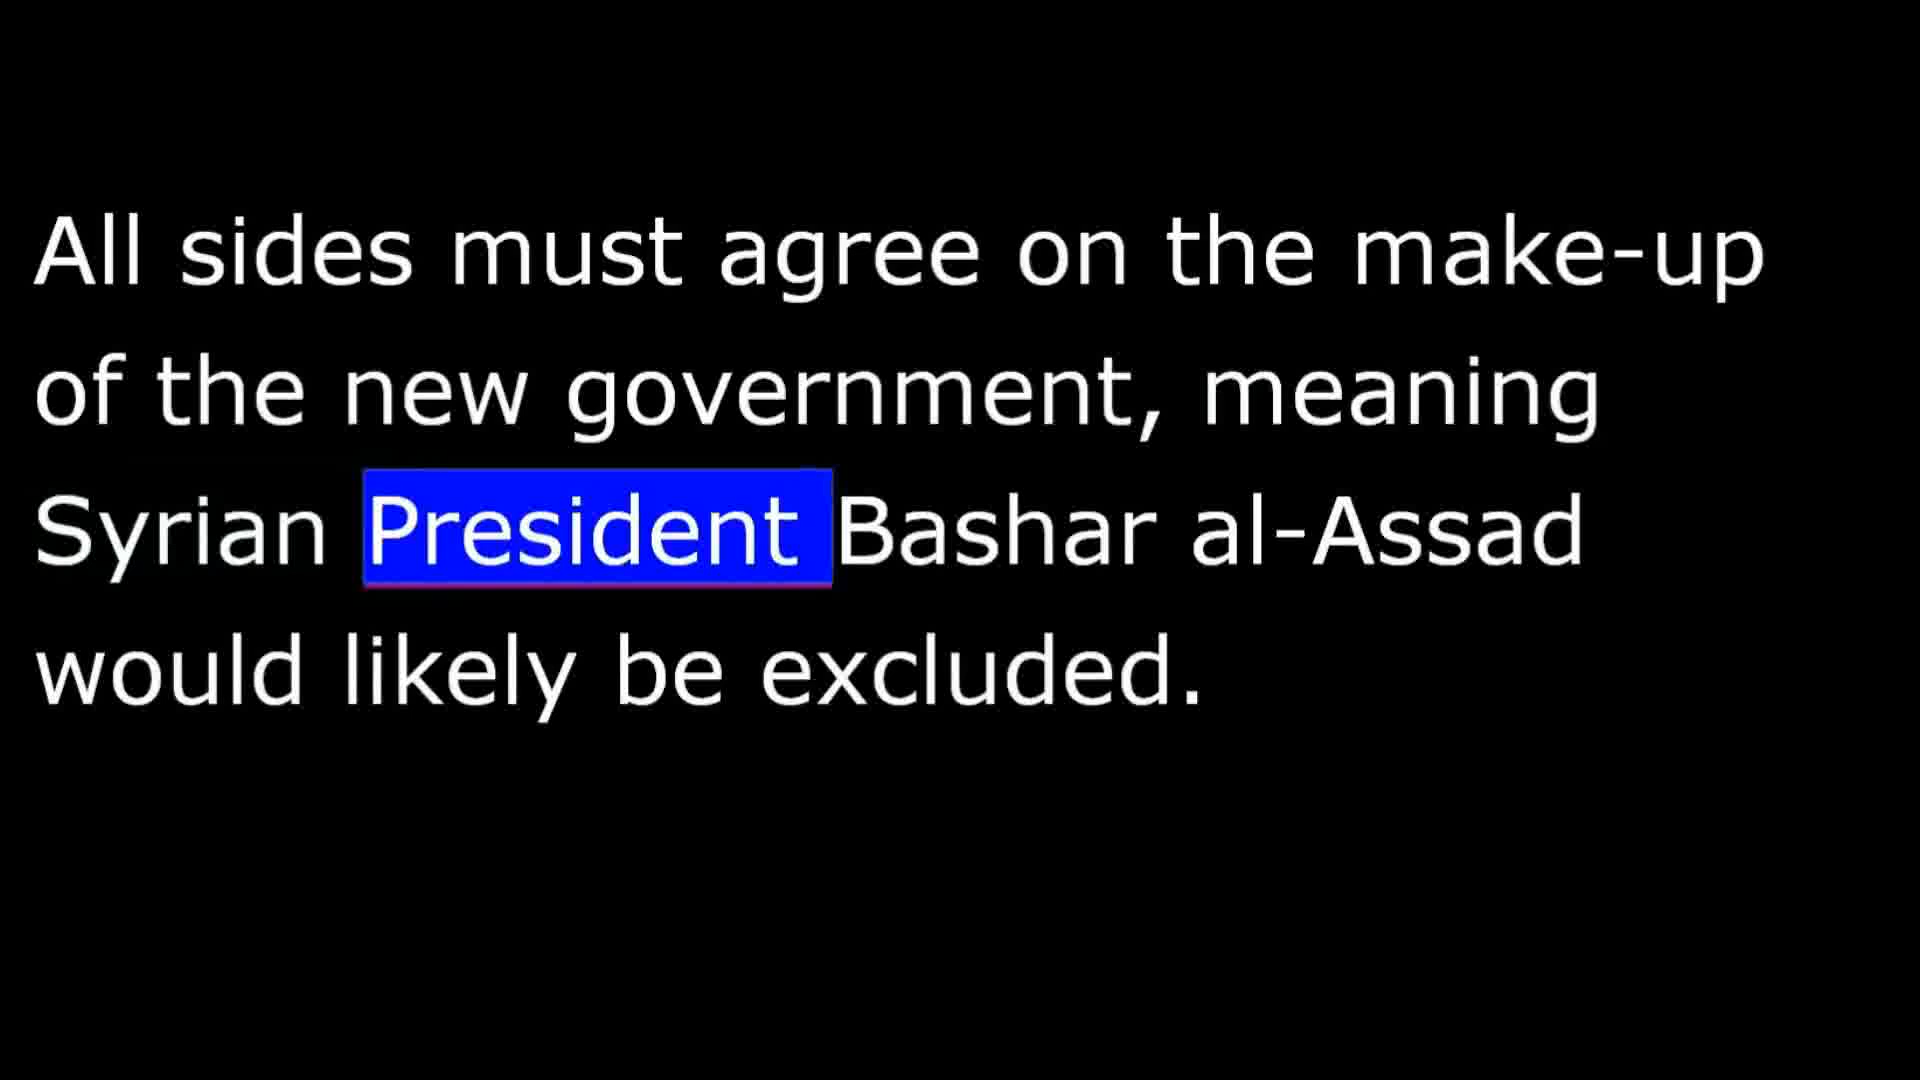 All sides must agree on the make-up
of the new government, meaning
Syrian President Bashar al-Assad
would likely be excluded.